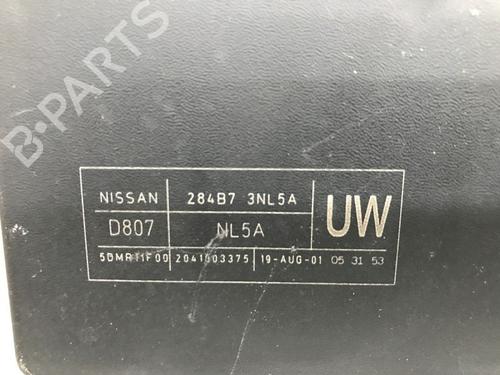 B-PARTS
NISSAN 284B7 3NL5A UW
D807 NL5A
5DMRT1F00 2041003375 19-AUG-01 05 31 53